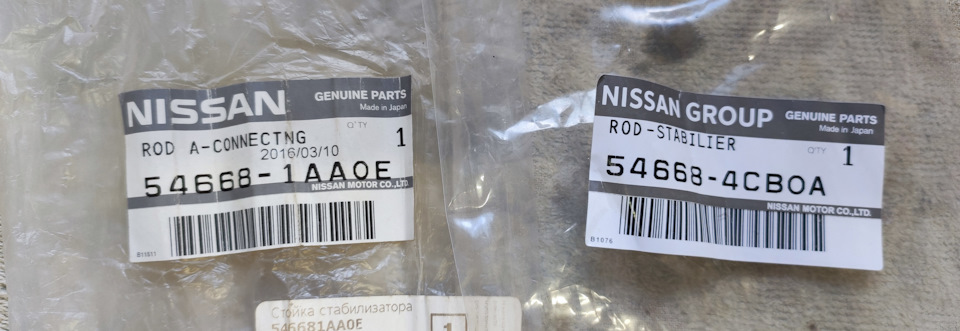 NISSAN
GENUINE PARTS
Made in Japan
ROD A-CONNECTNG
Q'TY
1
2016/03/10
54668-1AA0E
NISSAN MOTOR CO.,LTD.
B11511
Стойка стабилизатора
546681AA0E
1
NISSAN GROUP
GENUINE PARTS
Made in Japan
ROD-STABILIER
Q'TY
1
54668-4CB0A
NISSAN MOTOR CO.,LTD.
B1076